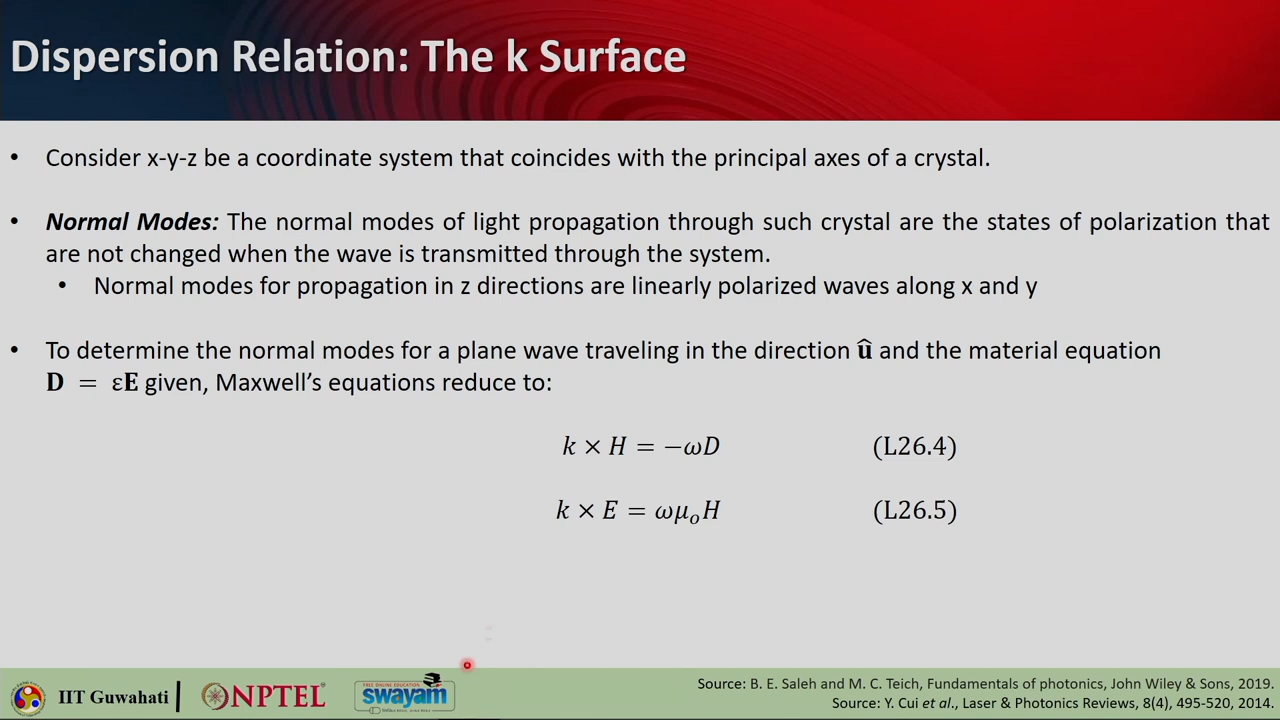 Dispersion Relation: The k Surface
• Consider x-y-z be a coordinate system that coincides with the principal axes of a crystal.
• Normal Modes: The normal modes of light propagation through such crystal are the states of polarization that
are not changed when the wave is transmitted through the system.
• Normal modes for propagation in z directions are linearly polarized waves along x and y
• To determine the normal modes for a plane wave traveling in the direction û and the material equation
D = εE given, Maxwell's equations reduce to:
k × H = −ωD (L26.4)
k × E = ωμₒH (L26.5)
IIT Guwahati
NPTEL
FREE ONLINE EDUCATION
swayam
Source: B. E. Saleh and M. C. Teich, Fundamentals of photonics, John Wiley & Sons, 2019.
Source: Y. Cui et al., Laser & Photonics Reviews, 8(4), 495-520, 2014.